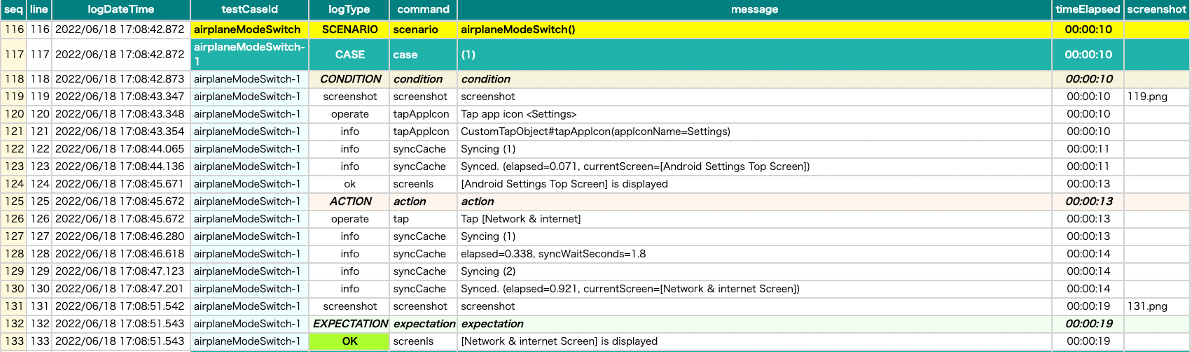 seq line logDateTime testCaseId logType command message timeElapsed screenshot
116 116 2022/06/18 17:08:42.872 airplaneModeSwitch SCENARIO scenario airplaneModeSwitch() 00:00:10
117 117 2022/06/18 17:08:42.872 airplaneModeSwitch- CASE case (1) 00:00:10
1
118 118 2022/06/18 17:08:42.873 airplaneModeSwitch-1 CONDITION condition condition 00:00:10
119 119 2022/06/18 17:08:43.347 airplaneModeSwitch-1 screenshot screenshot screenshot 00:00:10 119.png
120 120 2022/06/18 17:08:43.348 airplaneModeSwitch-1 operate tapAppIcon Tap app icon <Settings> 00:00:10
121 121 2022/06/18 17:08:43.354 airplaneModeSwitch-1 info tapAppIcon CustomTapObject#tapAppIcon(appIconName=Settings) 00:00:10
122 122 2022/06/18 17:08:44.065 airplaneModeSwitch-1 info syncCache Syncing (1) 00:00:11
123 123 2022/06/18 17:08:44.136 airplaneModeSwitch-1 info syncCache Synced. (elapsed=0.071, currentScreen=[Android Settings Top Screen]) 00:00:11
124 124 2022/06/18 17:08:45.671 airplaneModeSwitch-1 ok screenIs [Android Settings Top Screen] is displayed 00:00:13
125 125 2022/06/18 17:08:45.672 airplaneModeSwitch-1 ACTION action action 00:00:13
126 126 2022/06/18 17:08:45.672 airplaneModeSwitch-1 operate tap Tap [Network & internet] 00:00:13
127 127 2022/06/18 17:08:46.280 airplaneModeSwitch-1 info syncCache Syncing (1) 00:00:13
128 128 2022/06/18 17:08:46.618 airplaneModeSwitch-1 info syncCache elapsed=0.338, syncWaitSeconds=1.8 00:00:14
129 129 2022/06/18 17:08:47.123 airplaneModeSwitch-1 info syncCache Syncing (2) 00:00:14
130 130 2022/06/18 17:08:47.201 airplaneModeSwitch-1 info syncCache Synced. (elapsed=0.921, currentScreen=[Network & internet Screen]) 00:00:14
131 131 2022/06/18 17:08:51.542 airplaneModeSwitch-1 screenshot screenshot screenshot 00:00:19 131.png
132 132 2022/06/18 17:08:51.543 airplaneModeSwitch-1 EXPECTATION expectation expectation 00:00:19
133 133 2022/06/18 17:08:51.543 airplaneModeSwitch-1 OK screenIs [Network & internet Screen] is displayed 00:00:19